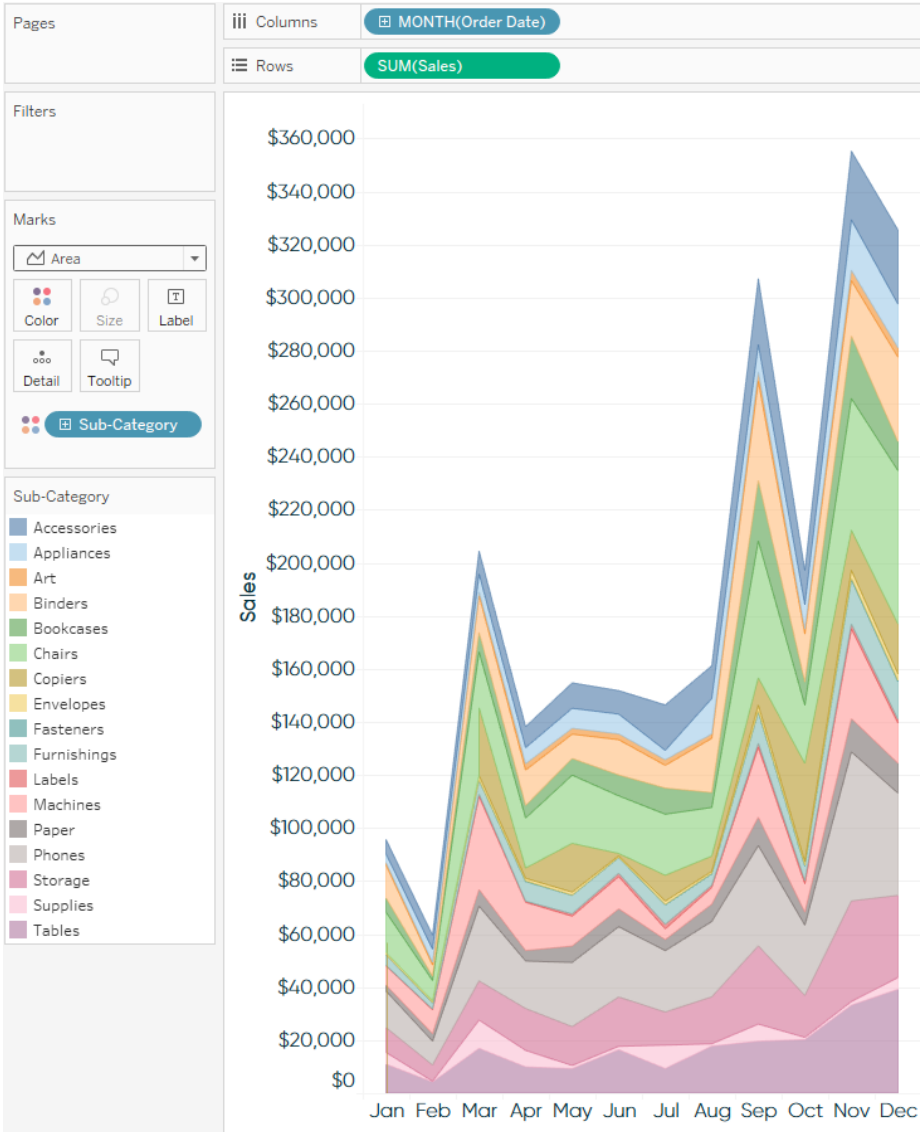 Pages
Columns MONTH(Order Date)
Rows SUM(Sales)
Filters
Marks
Area
Color Size Label
Detail Tooltip
Sub-Category
Sub-Category
Accessories
Appliances
Art
Binders
Bookcases
Chairs
Copiers
Envelopes
Fasteners
Furnishings
Labels
Machines
Paper
Phones
Storage
Supplies
Tables
Sales
$360,000
$340,000
$320,000
$300,000
$280,000
$260,000
$240,000
$220,000
$200,000
$180,000
$160,000
$140,000
$120,000
$100,000
$80,000
$60,000
$40,000
$20,000
$0
Jan Feb Mar Apr May Jun Jul Aug Sep Oct Nov Dec